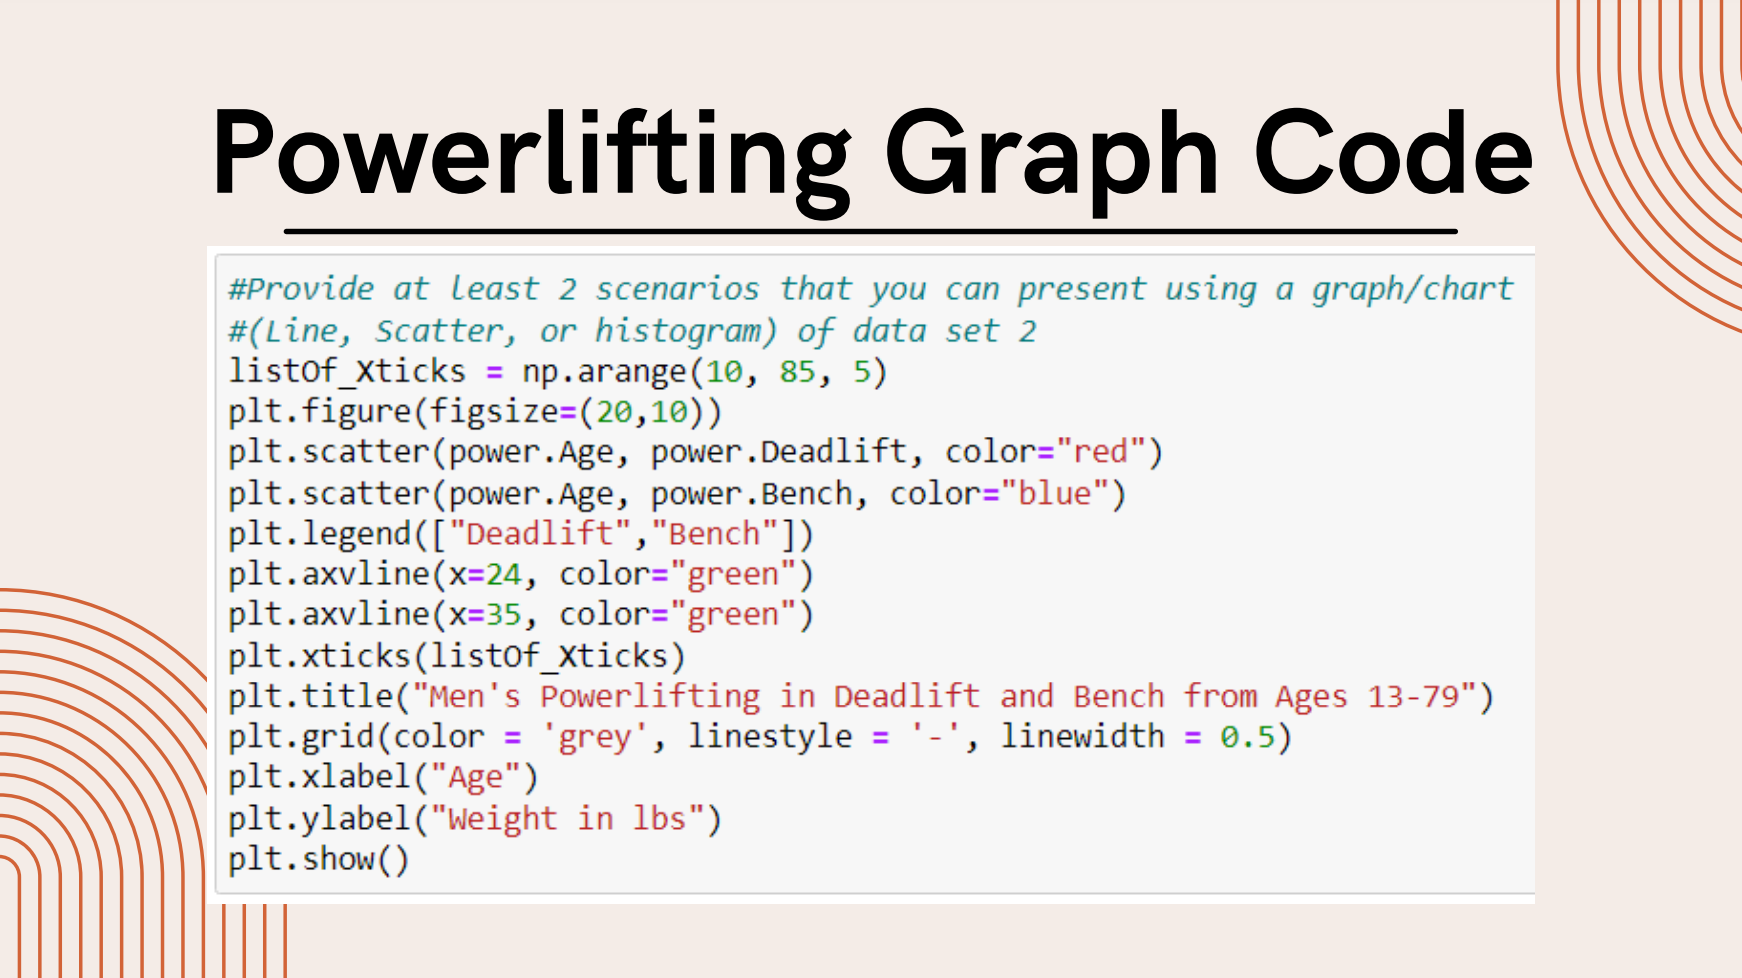 Powerlifting Graph Code
#Provide at least 2 scenarios that you can present using a graph/chart
#(Line, Scatter, or histogram) of data set 2
listOf_Xticks = np.arange(10, 85, 5)
plt.figure(figsize=(20,10))
plt.scatter(power.Age, power.Deadlift, color="red")
plt.scatter(power.Age, power.Bench, color="blue")
plt.legend(["Deadlift","Bench"])
plt.axvline(x=24, color="green")
plt.axvline(x=35, color="green")
plt.xticks(listOf_Xticks)
plt.title("Men's Powerlifting in Deadlift and Bench from Ages 13-79")
plt.grid(color = 'grey', linestyle = '-', linewidth = 0.5)
plt.xlabel("Age")
plt.ylabel("Weight in lbs")
plt.show()